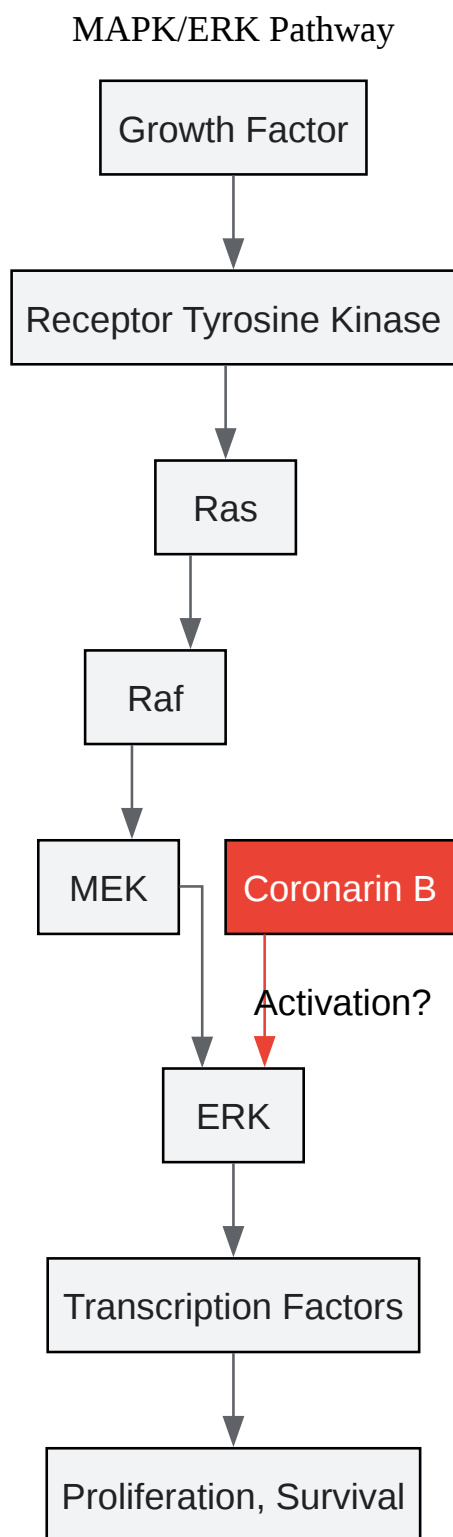 MAPK/ERK Pathway
Growth Factor
Receptor Tyrosine Kinase
Ras
Raf
MEK
Coronarin B
Activation?
ERK
Transcription Factors
Proliferation, Survival